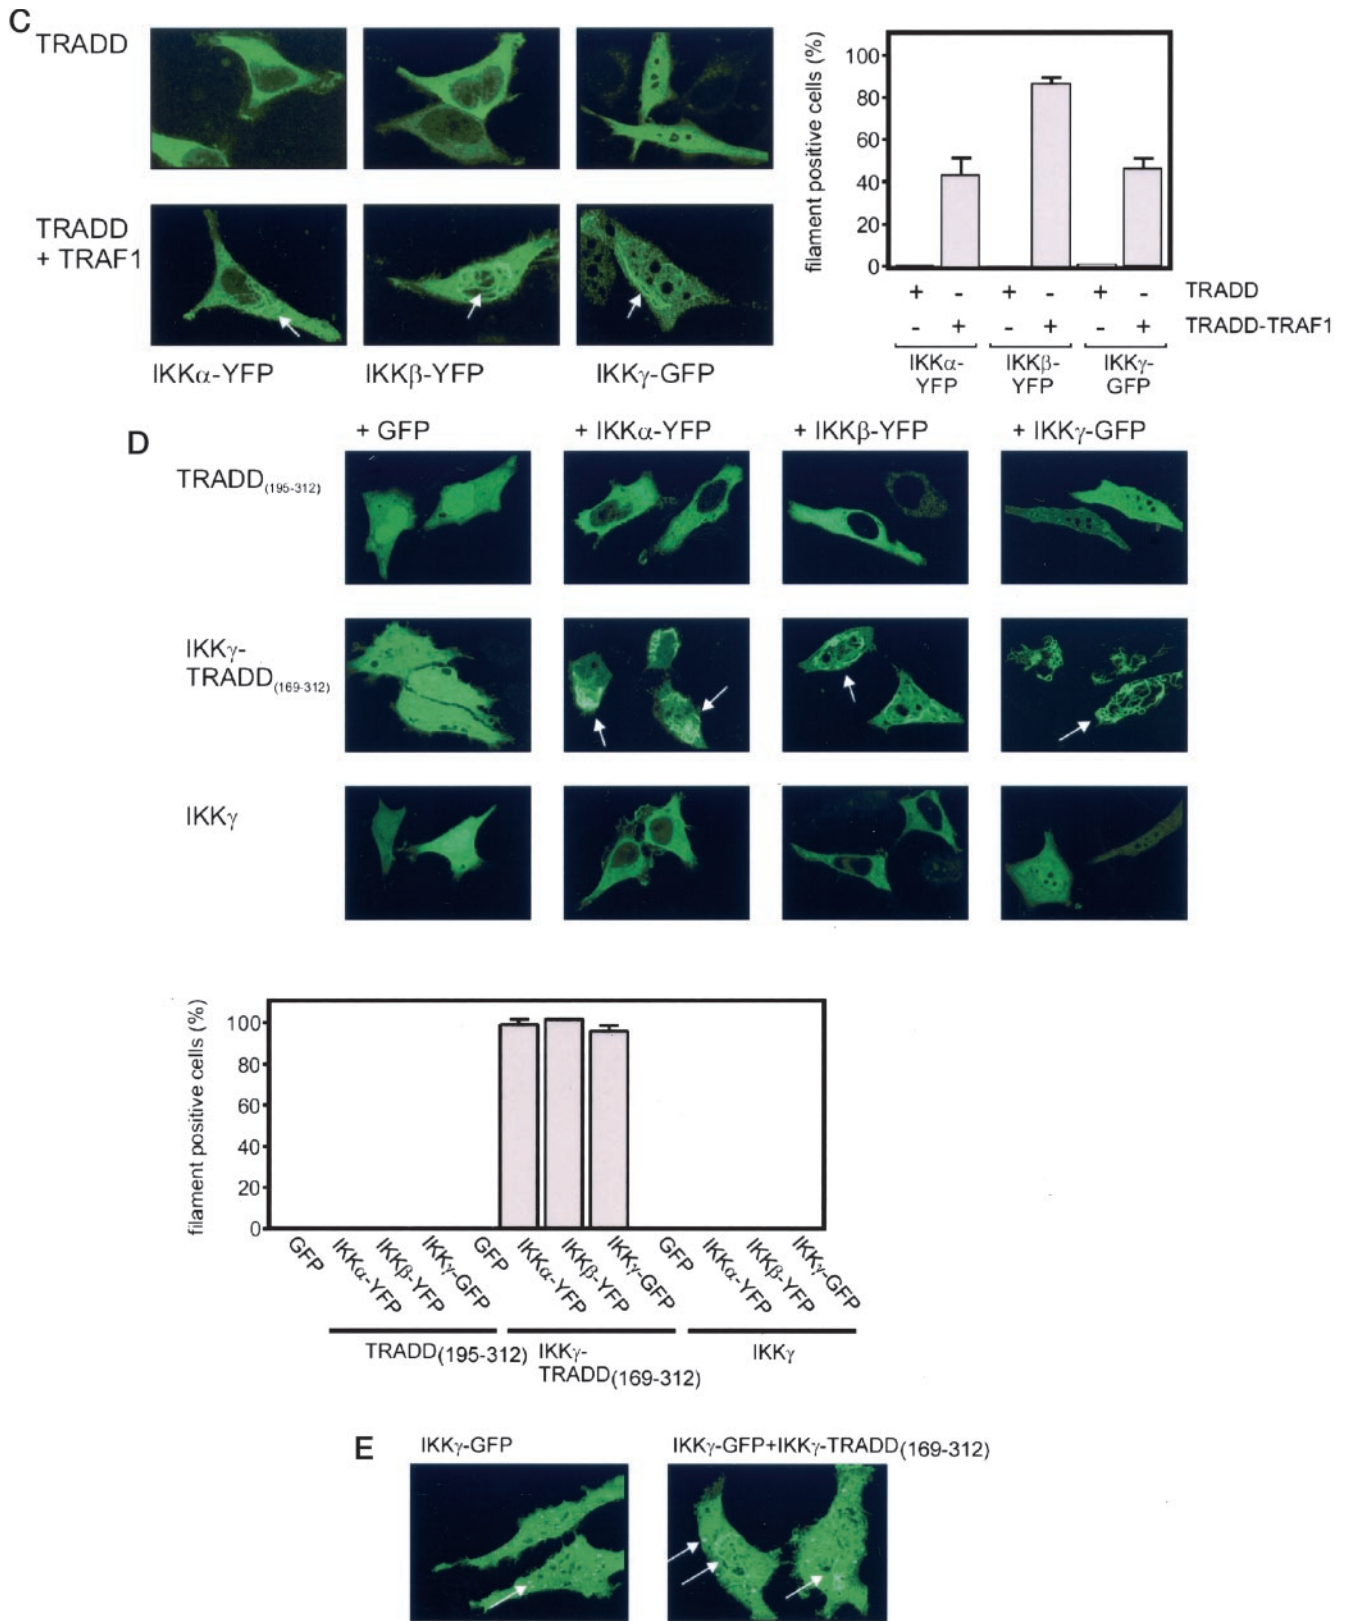 C
TRADD
TRADD
+ TRAF1
IKKα-YFP
IKKβ-YFP
IKKγ-GFP
filament positive cells (%)
100
80
60
40
20
0
+ - + - + - TRADD
- + - + - + TRADD-TRAF1
IKKα-
YFP
IKKβ-
YFP
IKKγ-
GFP
D
+ GFP
+ IKKα-YFP
+ IKKβ-YFP
+ IKKγ-GFP
TRADD(195-312)
IKKγ-
TRADD(169-312)
IKKγ
filament positive cells (%)
100
80
60
40
20
0
GFP
IKKα-YFP
IKKβ-YFP
IKKγ-GFP
GFP
IKKα-YFP
IKKβ-YFP
IKKγ-GFP
GFP
IKKα-YFP
IKKβ-YFP
IKKγ-GFP
TRADD(195-312)
IKKγ-
TRADD(169-312)
IKKγ
E
IKKγ-GFP
IKKγ-GFP+IKKγ-TRADD(169-312)